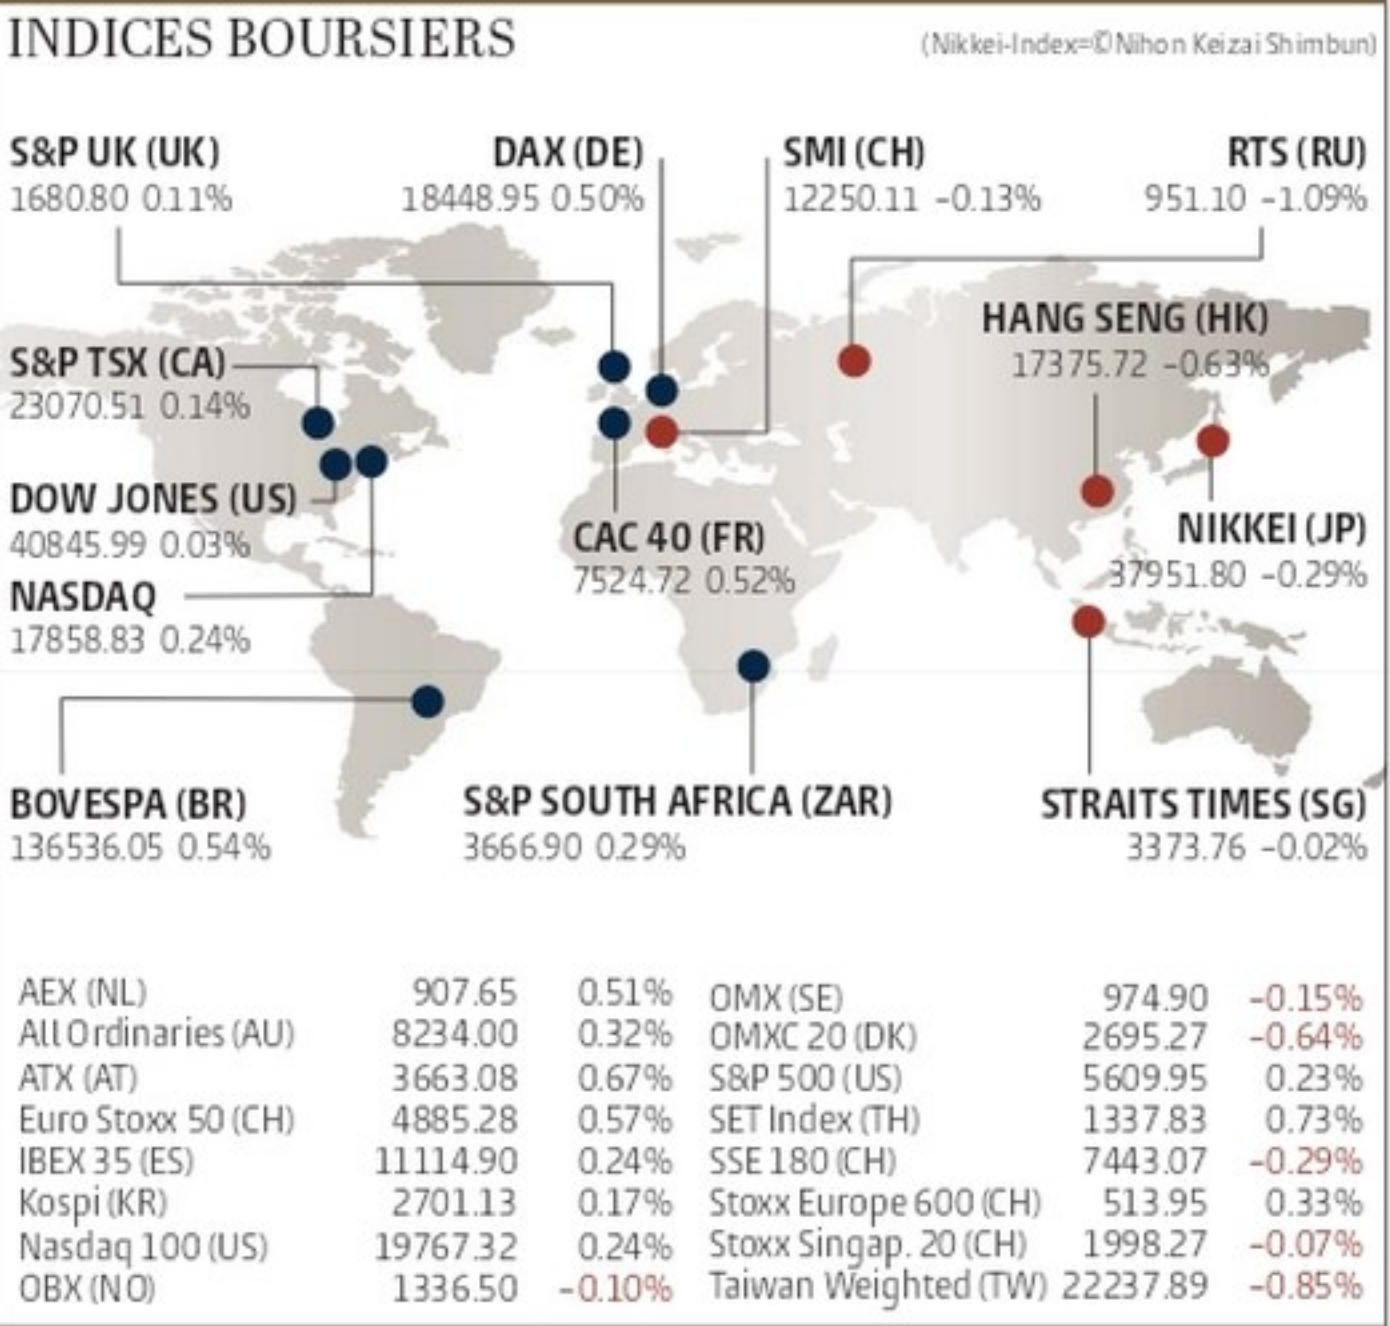 INDICES BOURSIERS
(Nikkei-Index=©Nihon Keizai Shimbun)
S&P UK (UK)
1680.80 0.11%
DAX (DE)
18448.95 0.50%
SMI (CH)
12250.11 -0.13%
RTS (RU)
951.10 -1.09%
HANG SENG (HK)
17375.72 -0.63%
S&P TSX (CA)
23070.51 0.14%
DOW JONES (US)
40845.99 0.03%
CAC 40 (FR)
7524.72 0.52%
NIKKEI (JP)
37951.80 -0.29%
NASDAQ
17858.83 0.24%
BOVESPA (BR)
136536.05 0.54%
S&P SOUTH AFRICA (ZAR)
3666.90 0.29%
STRAITS TIMES (SG)
3373.76 -0.02%
AEX (NL) 907.65 0.51%
All Ordinaries (AU) 8234.00 0.32%
ATX (AT) 3663.08 0.67%
Euro Stoxx 50 (CH) 4885.28 0.57%
IBEX 35 (ES) 11114.90 0.24%
Kospi (KR) 2701.13 0.17%
Nasdaq 100 (US) 19767.32 0.24%
OBX (NO) 1336.50 -0.10%
OMX (SE) 974.90 -0.15%
OMXC 20 (DK) 2695.27 -0.64%
S&P 500 (US) 5609.95 0.23%
SET Index (TH) 1337.83 0.73%
SSE 180 (CH) 7443.07 -0.29%
Stoxx Europe 600 (CH) 513.95 0.33%
Stoxx Singap. 20 (CH) 1998.27 -0.07%
Taiwan Weighted (TW) 22237.89 -0.85%